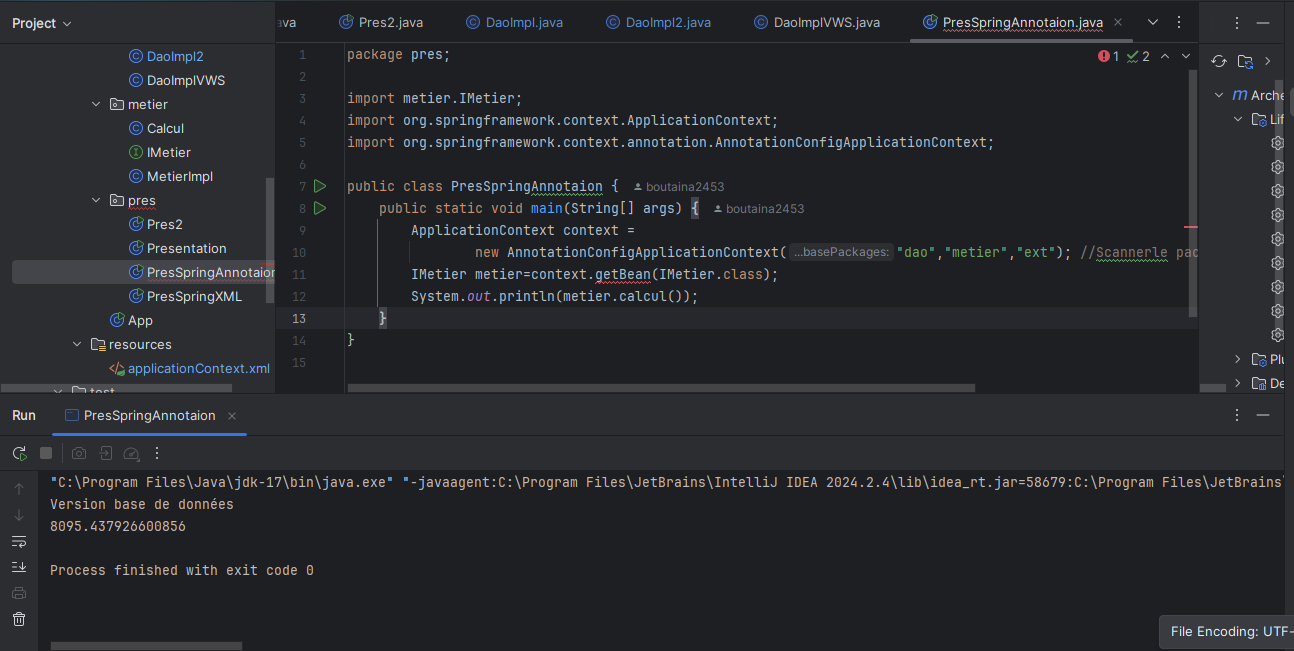 Project
ava
Pres2.java
DaoImpl.java
DaoImpl2.java
DaoImplVWS.java
PresSpringAnnotaion.java
DaoImpl2
DaoImplVWS
metier
Calcul
IMetier
MetierImpl
pres
Pres2
Presentation
PresSpringAnnotaion
PresSpringXML
App
resources
applicationContext.xml
test
1 package pres;
1 2
2
3 import metier.IMetier;
4 import org.springframework.context.ApplicationContext;
5 import org.springframework.context.annotation.AnnotationConfigApplicationContext;
6
7 public class PresSpringAnnotaion { boutaina2453
8 public static void main(String[] args) { boutaina2453
9 ApplicationContext context =
10 new AnnotationConfigApplicationContext( ...basePackages: "dao","metier","ext"); //Scannerle pac
11 IMetier metier=context.getBean(IMetier.class);
12 System.out.println(metier.calcul());
13 }
14 }
15
m Arche
Lif
Plu
De
Run
PresSpringAnnotaion
"C:\Program Files\Java\jdk-17\bin\java.exe" "-javaagent:C:\Program Files\JetBrains\IntelliJ IDEA 2024.2.4\lib\idea_rt.jar=58679:C:\Program Files\JetBrains\
Version base de données
8095.437926600856
Process finished with exit code 0
File Encoding: UTF-